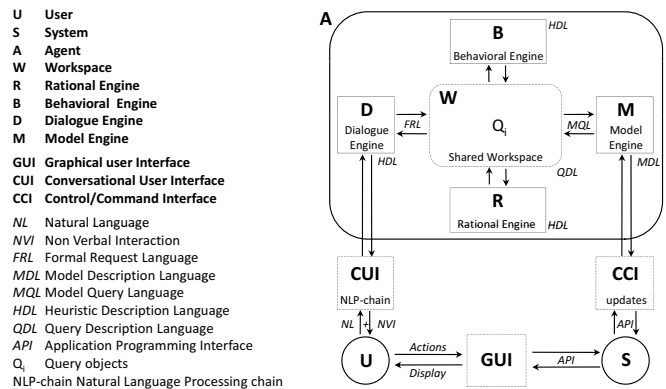 U User
S System
A Agent
W Workspace
R Rational Engine
B Behavioral Engine
D Dialogue Engine
M Model Engine
GUI Graphical user Interface
CUI Conversational User Interface
CCI Control/Command Interface
NL Natural Language
NVI Non Verbal Interaction
FRL Formal Request Language
MDL Model Description Language
MQL Model Query Language
HDL Heuristic Description Language
QDL Query Description Language
API Application Programming Interface
Qi Query objects
NLP-chain Natural Language Processing chain
A
B
HDL
Behavioral Engine
W
D
Dialogue
Engine
HDL
FRL
Qi
Shared Workspace
QDL
MQL
M
Model
Engine
MDL
R
Rational Engine
HDL
CUI
NLP-chain
CCI
updates
NL + NVI
API
U
Actions
Display
GUI
API
S